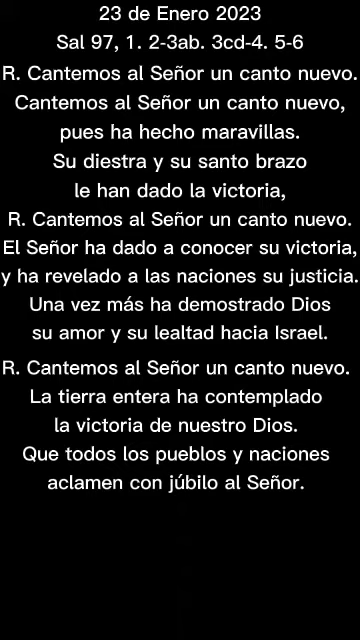 23 de Enero 2023
Sal 97, 1. 2-3ab. 3cd-4. 5-6
R. Cantemos al Señor un canto nuevo.
Cantemos al Señor un canto nuevo,
pues ha hecho maravillas.
Su diestra y su santo brazo
le han dado la victoria,
R. Cantemos al Señor un canto nuevo.
El Señor ha dado a conocer su victoria,
y ha revelado a las naciones su justicia.
Una vez más ha demostrado Dios
su amor y su lealtad hacia Israel.
R. Cantemos al Señor un canto nuevo.
La tierra entera ha contemplado
la victoria de nuestro Dios.
Que todos los pueblos y naciones
aclamen con júbilo al Señor.